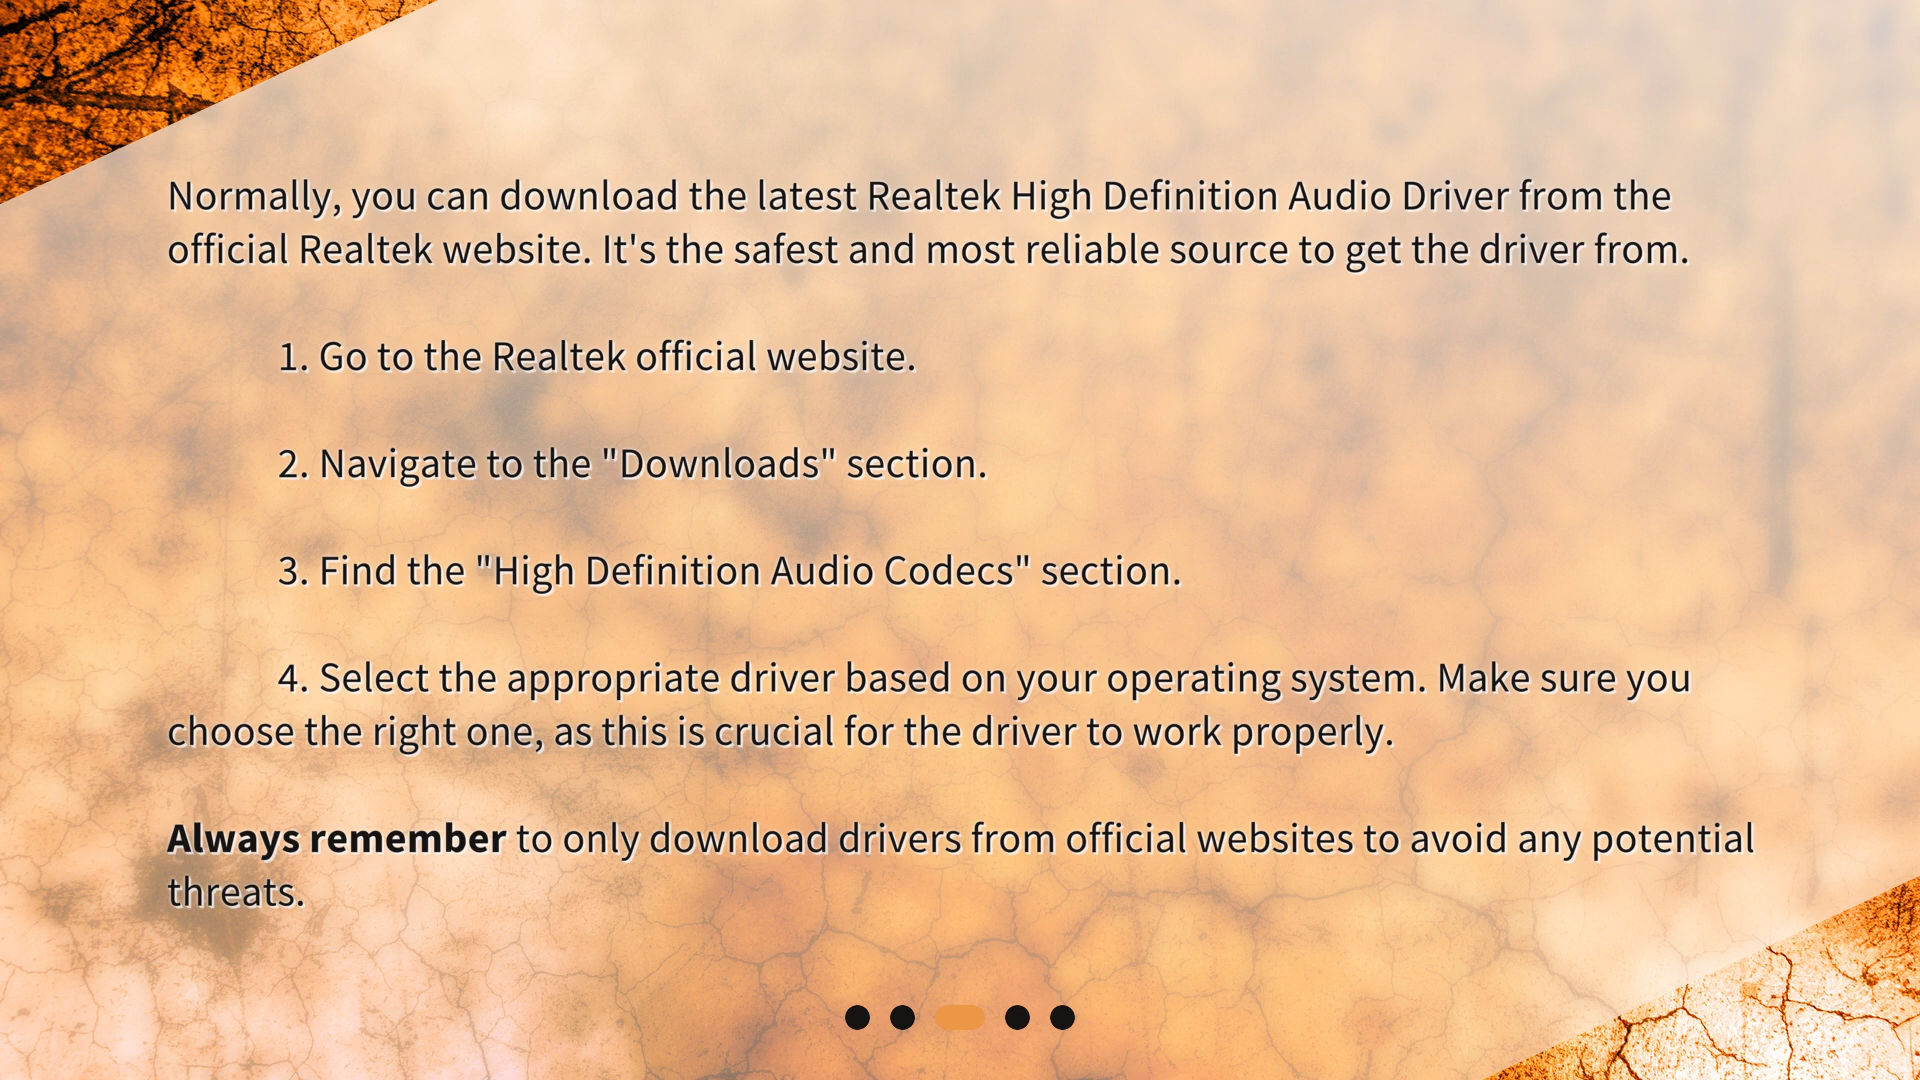 Normally, you can download the latest Realtek High Definition Audio Driver from the
official Realtek website. It's the safest and most reliable source to get the driver from.
1. Go to the Realtek official website.
2. Navigate to the "Downloads" section.
3. Find the "High Definition Audio Codecs" section.
4. Select the appropriate driver based on your operating system. Make sure you
choose the right one, as this is crucial for the driver to work properly.
Always remember to only download drivers from official websites to avoid any potential
threats.